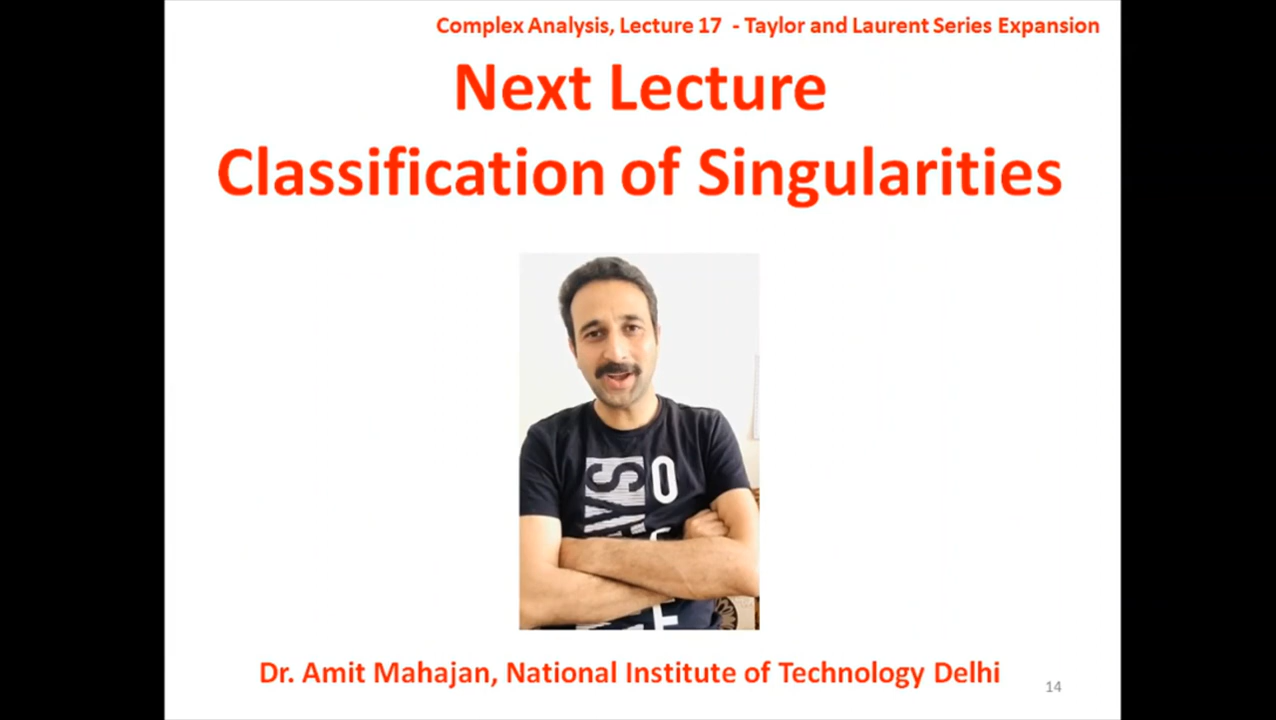 Complex Analysis, Lecture 17 - Taylor and Laurent Series Expansion
Next Lecture
Classification of Singularities
Dr. Amit Mahajan, National Institute of Technology Delhi
14